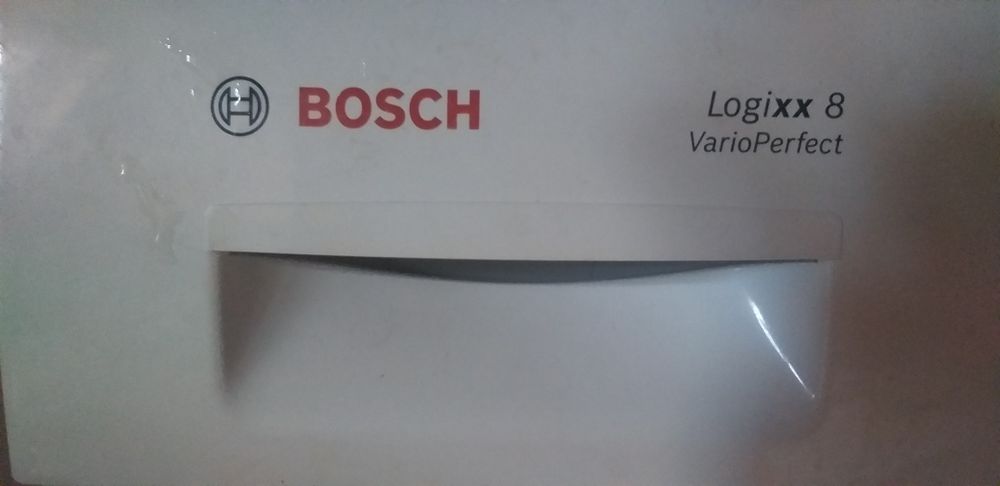 BOSCH
Logixx 8
VarioPerfect